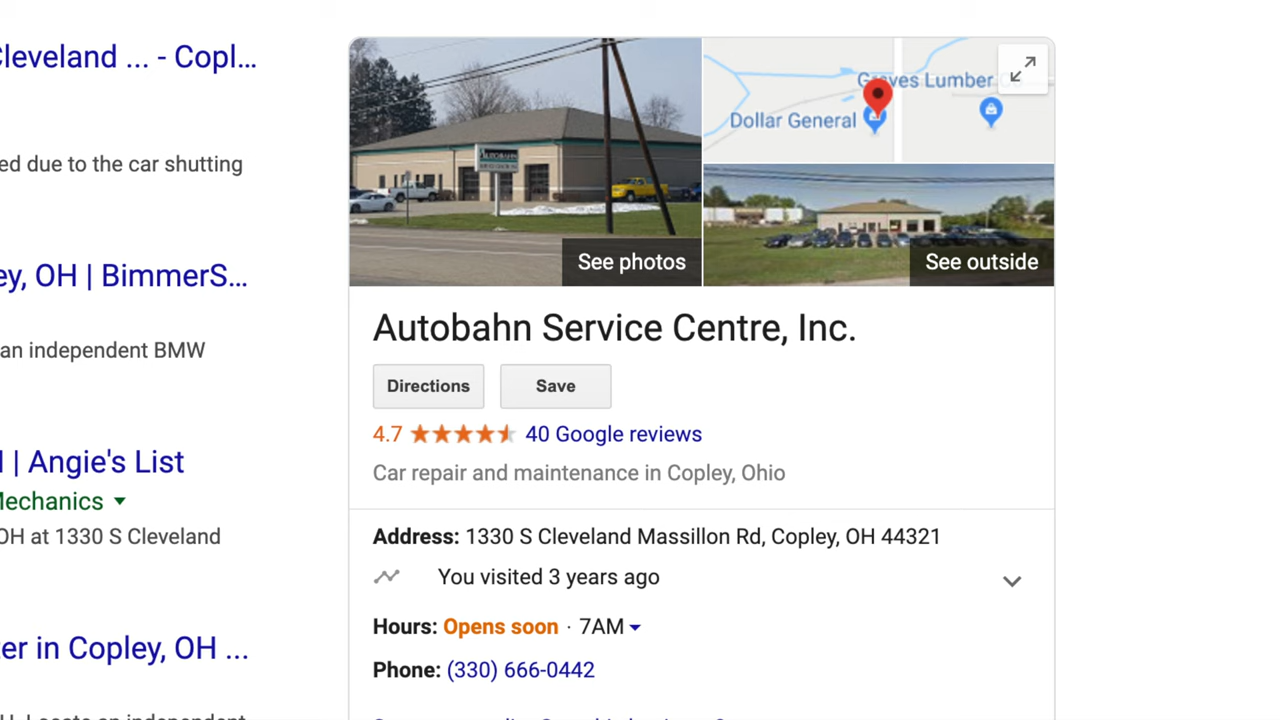 Cleveland ... - Copl...
ed due to the car shutting
ey, OH | BimmerS...
an independent BMW
| Angie's List
Mechanics
OH at 1330 S Cleveland
ter in Copley, OH ...
AUTOBAHN
See photos
Graves Lumber
Dollar General
See outside
Autobahn Service Centre, Inc.
Directions Save
4.7 40 Google reviews
Car repair and maintenance in Copley, Ohio
Address: 1330 S Cleveland Massillon Rd, Copley, OH 44321
You visited 3 years ago
Hours: Opens soon · 7AM
Phone: (330) 666-0442